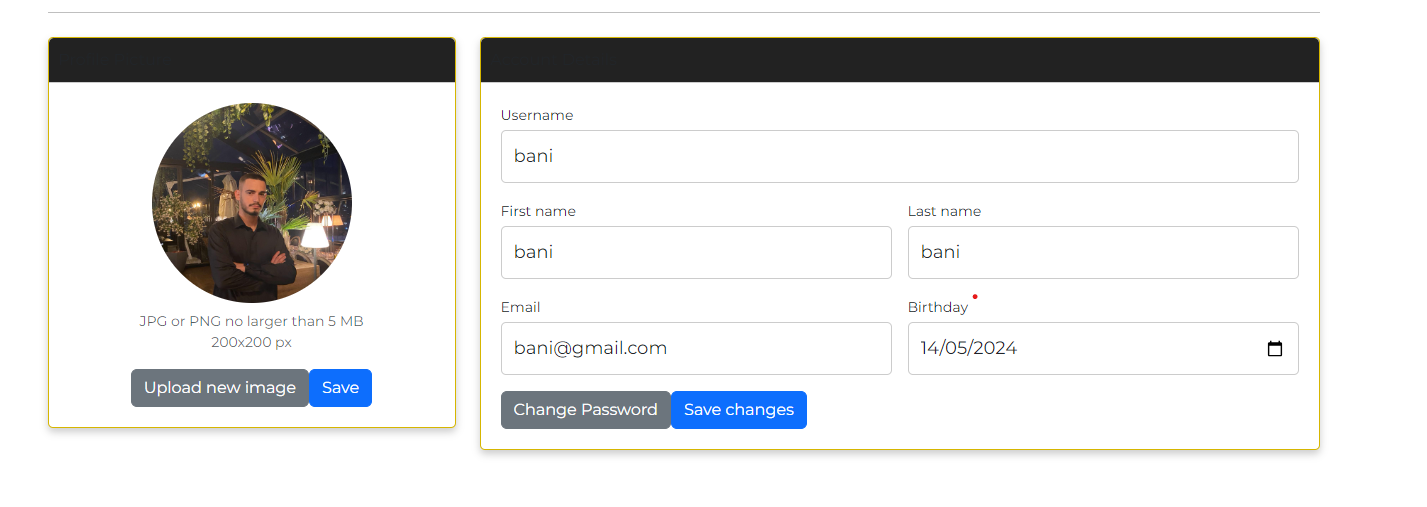 JPG or PNG no larger than 5 MB
200x200 px
Upload new image
Save
Username
bani
First name
Last name
bani
bani
Email
Birthday
bani@gmail.com
14/05/2024
Change Password
Save changes